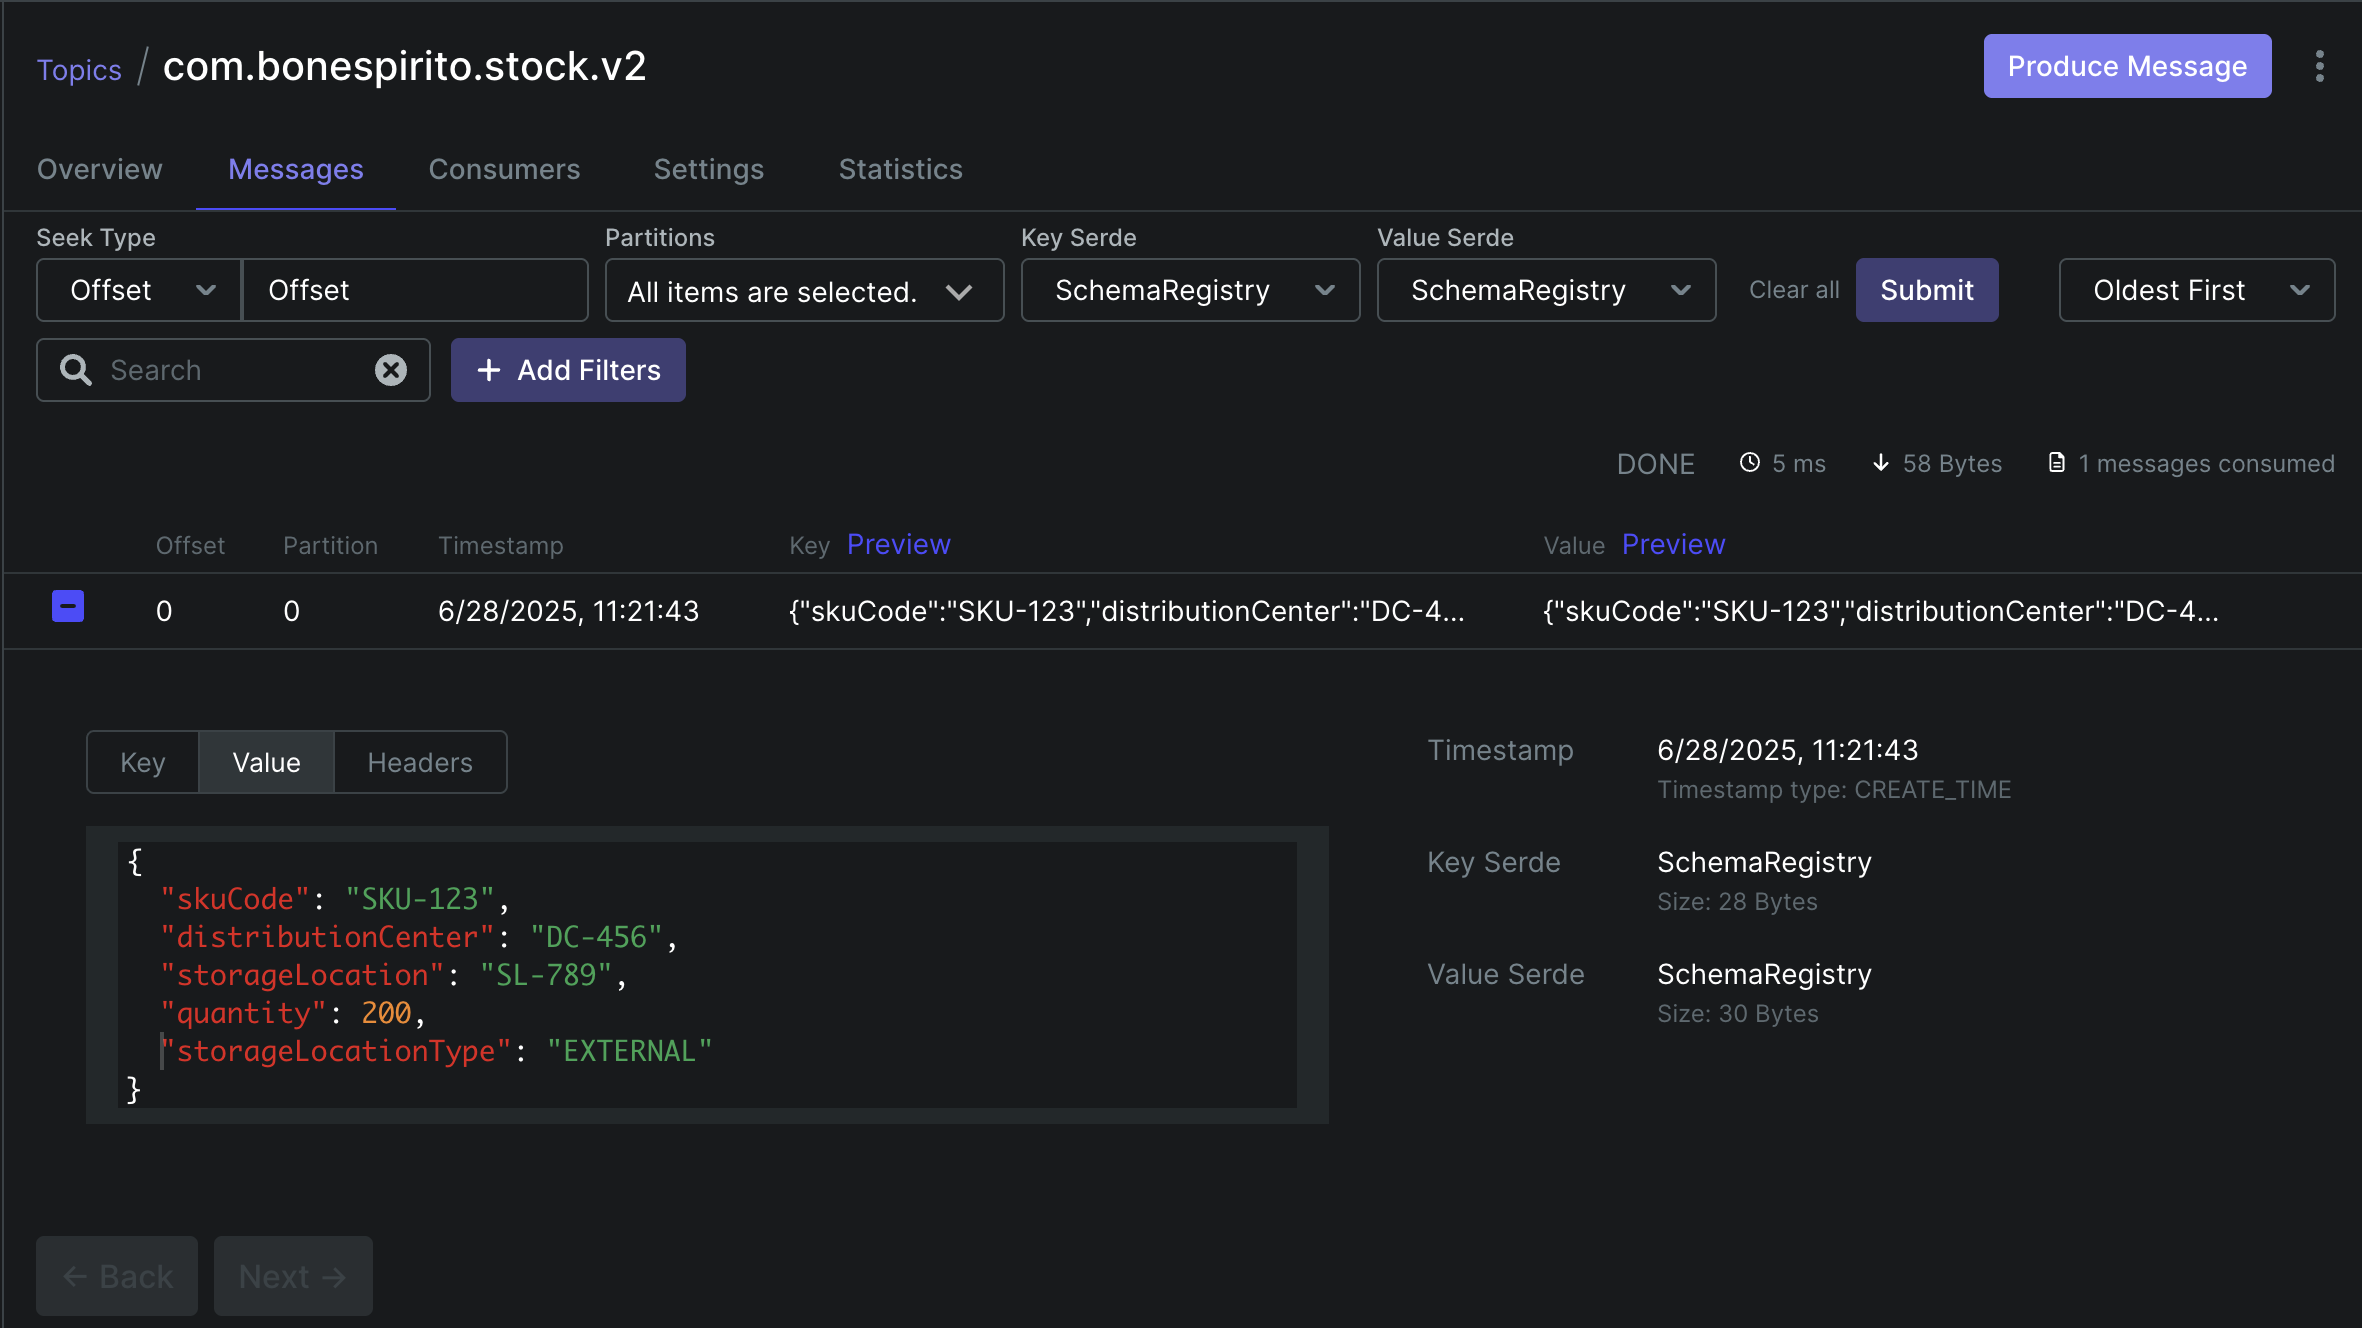 Topics / com.bonespirito.stock.v2
Produce Message
Overview Messages Consumers Settings Statistics
Seek Type Partitions Key Serde Value Serde
Offset Offset All items are selected. SchemaRegistry SchemaRegistry Clear all Submit Oldest First
Search + Add Filters
DONE 5 ms 58 Bytes 1 messages consumed
Offset Partition Timestamp Key Preview Value Preview
0 0 6/28/2025, 11:21:43 {"skuCode":"SKU-123","distributionCenter":"DC-4... {"skuCode":"SKU-123","distributionCenter":"DC-4...
Key Value Headers
{
"skuCode": "SKU-123",
"distributionCenter": "DC-456",
"storageLocation": "SL-789",
"quantity": 200,
"storageLocationType": "EXTERNAL"
}
Timestamp 6/28/2025, 11:21:43
Timestamp type: CREATE_TIME
Key Serde SchemaRegistry
Size: 28 Bytes
Value Serde SchemaRegistry
Size: 30 Bytes
← Back Next →